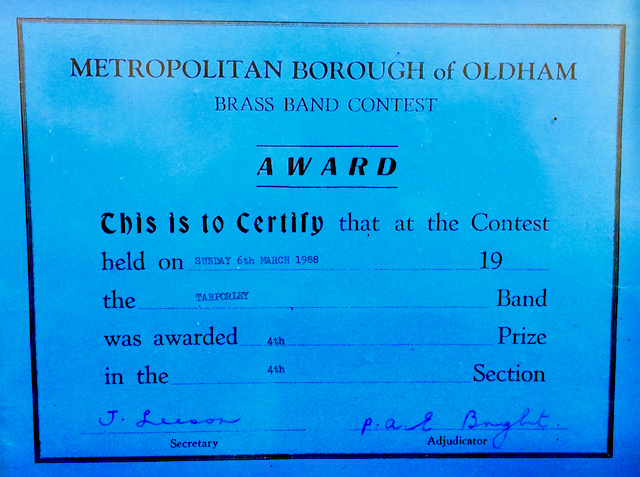 METROPOLITAN BOROUGH of OLDHAM
BRASS BAND CONTEST
AWARD
This is to Certify that at the Contest
held on SUNDAY 6th MARCH 1988 19
the TARPORLEY Band
was awarded 4th Prize
in the 4th Section
J. Leeson P.A.E Bright.
Secretary Adjudicator